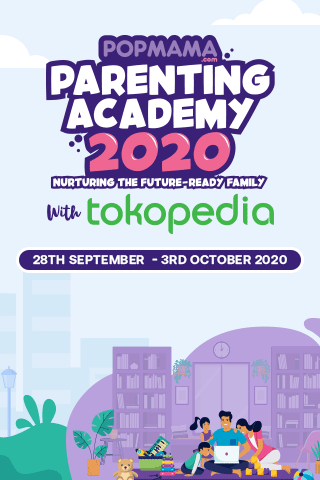 POPMAMA
.com
PARENTING
ACADEMY
2020
NURTURING THE FUTURE-READY FAMILY
With tokopedia
28TH SEPTEMBER - 3RD OCTOBER 2020